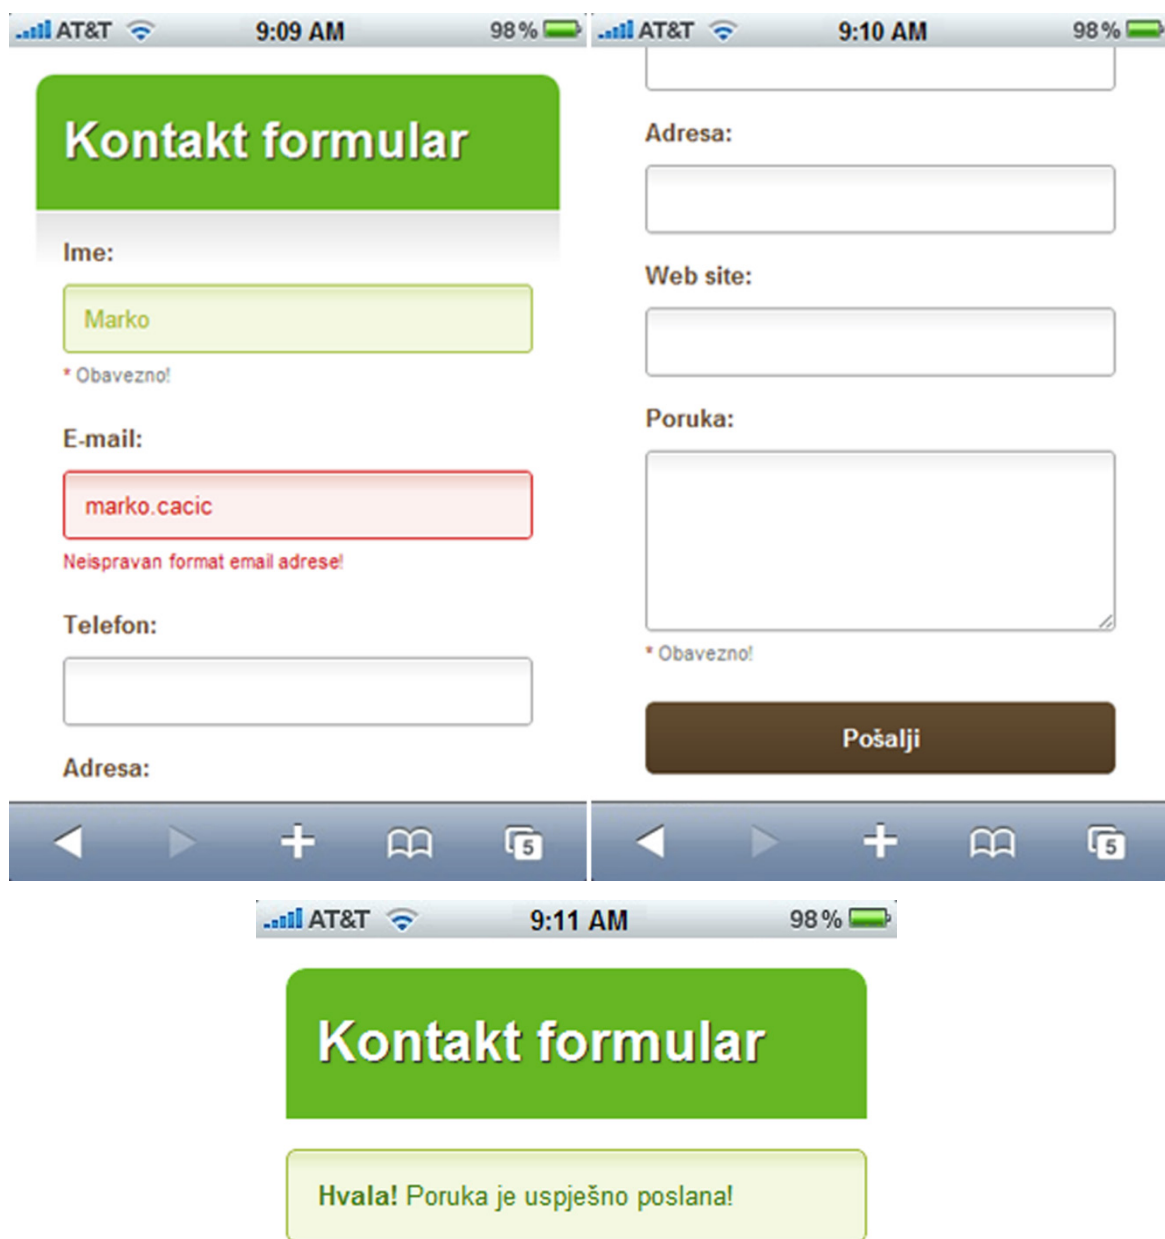 AT&T 9:09 AM 98%
Kontakt formular
Ime:
Marko
* Obavezno!
E-mail:
marko.cacic
Neispravan format email adrese!
Telefon:
Adresa:
5
AT&T 9:10 AM 98%
Adresa:
Web site:
Poruka:
* Obavezno!
Pošalji
5
AT&T 9:11 AM 98%
Kontakt formular
Hvala! Poruka je uspješno poslana!